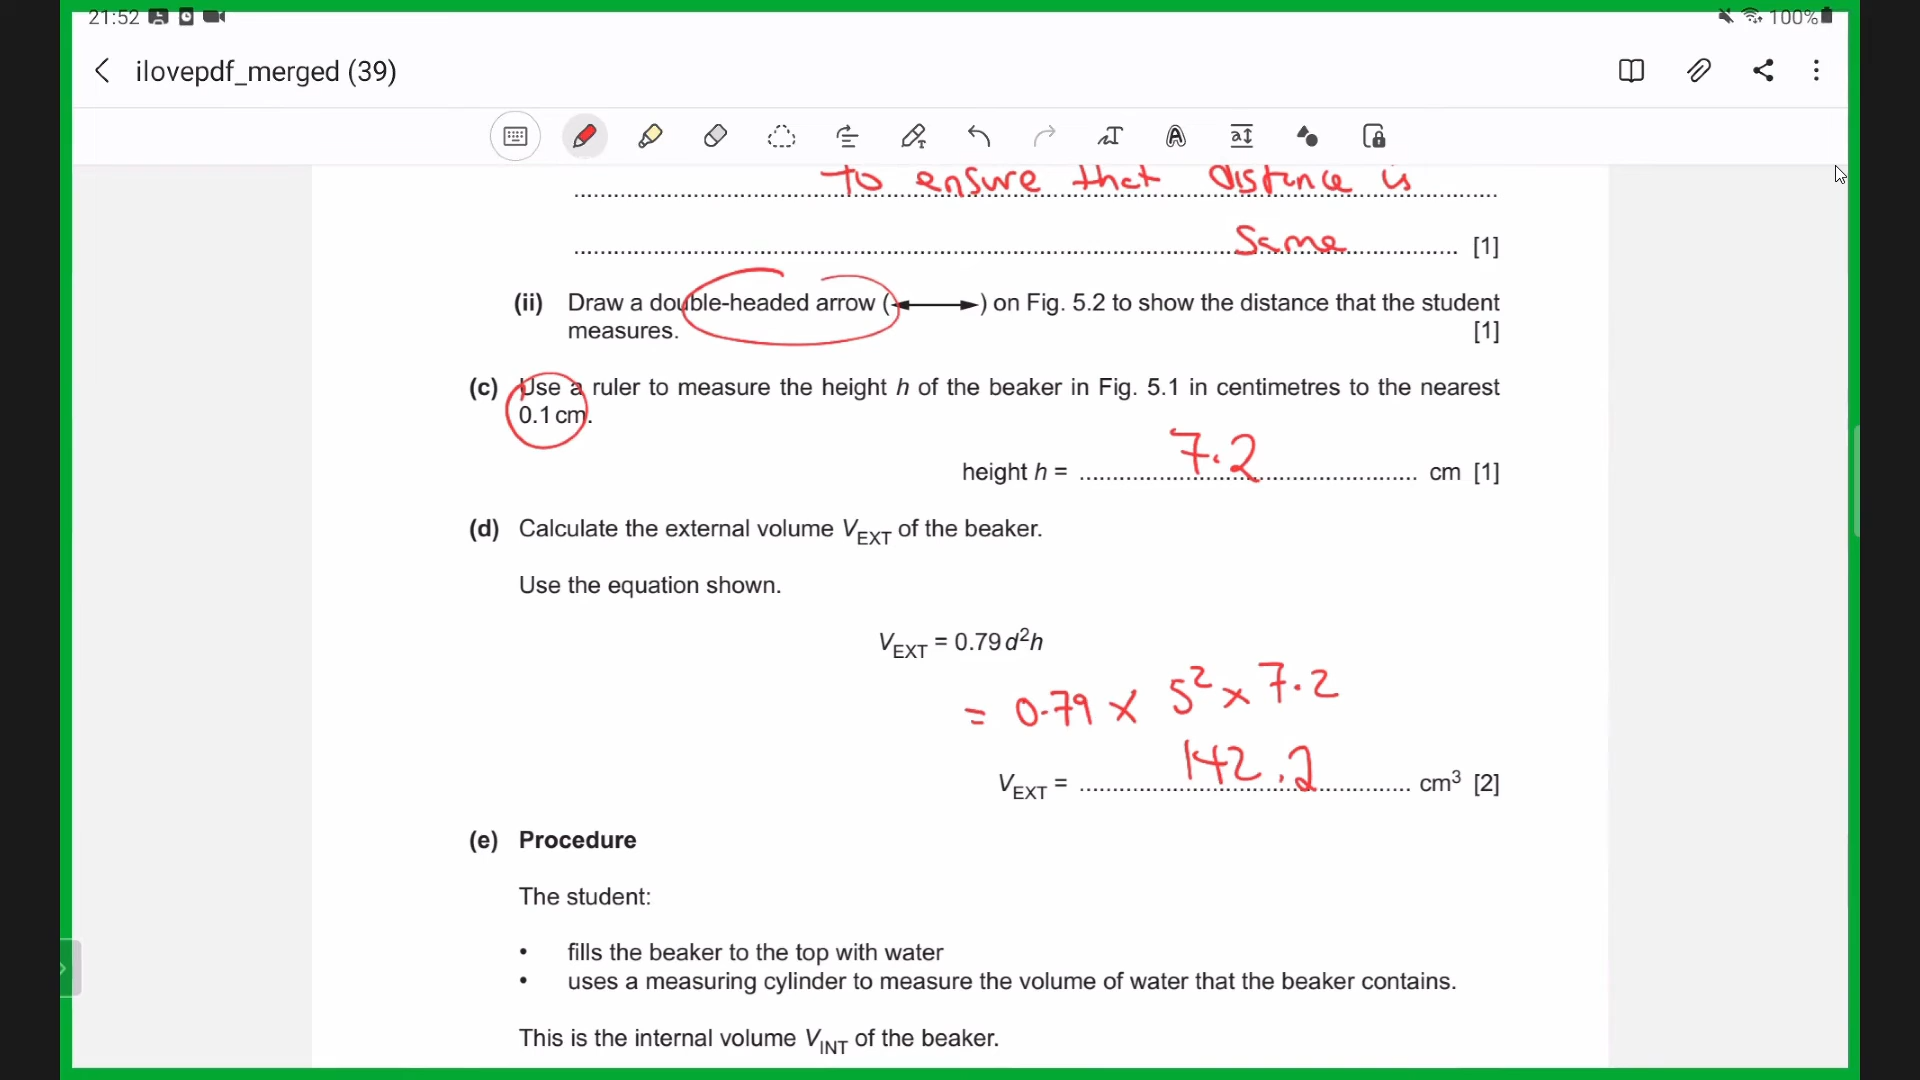 21:52 100%
ilovepdf_merged (39)
to ensure that distance is
same [1]
(ii) Draw a double-headed arrow ( ) on Fig. 5.2 to show the distance that the student
measures. [1]
(c) Use a ruler to measure the height h of the beaker in Fig. 5.1 in centimetres to the nearest
0.1 cm.
7.2
height h = ........ cm [1]
(d) Calculate the external volume V_EXT of the beaker.
Use the equation shown.
V_EXT = 0.79 d²h
= 0.79 × 5² × 7.2
142.2
V_EXT = ........ cm³ [2]
(e) Procedure
The student:
• fills the beaker to the top with water
• uses a measuring cylinder to measure the volume of water that the beaker contains.
This is the internal volume V_INT of the beaker.